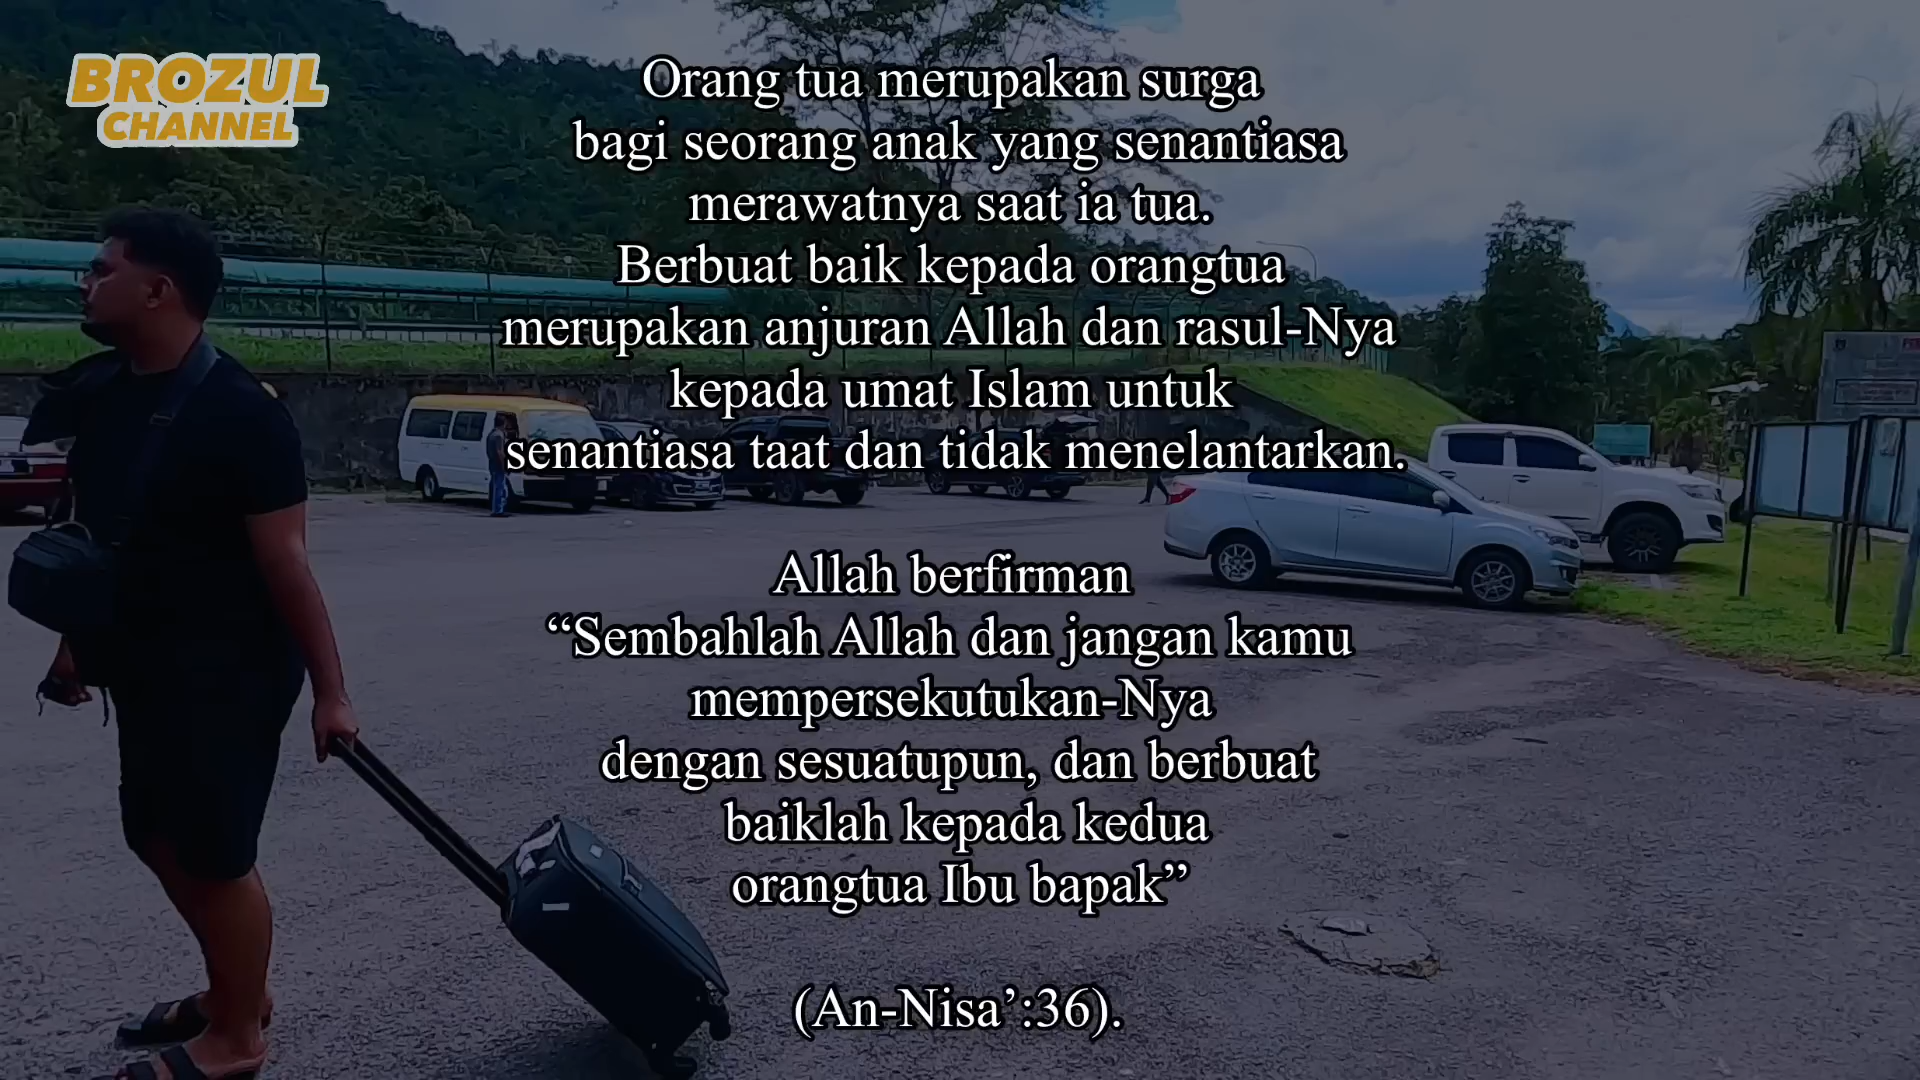 BROZUL
CHANNEL
Orang tua merupakan surga
bagi seorang anak yang senantiasa
merawatnya saat ia tua.
Berbuat baik kepada orangtua
merupakan anjuran Allah dan rasul-Nya
kepada umat Islam untuk
senantiasa taat dan tidak menelantarkan.
Allah berfirman
“Sembahlah Allah dan jangan kamu
mempersekutukan-Nya
dengan sesuatupun, dan berbuat
baiklah kepada kedua
orangtua Ibu bapak”
(An-Nisa’:36).